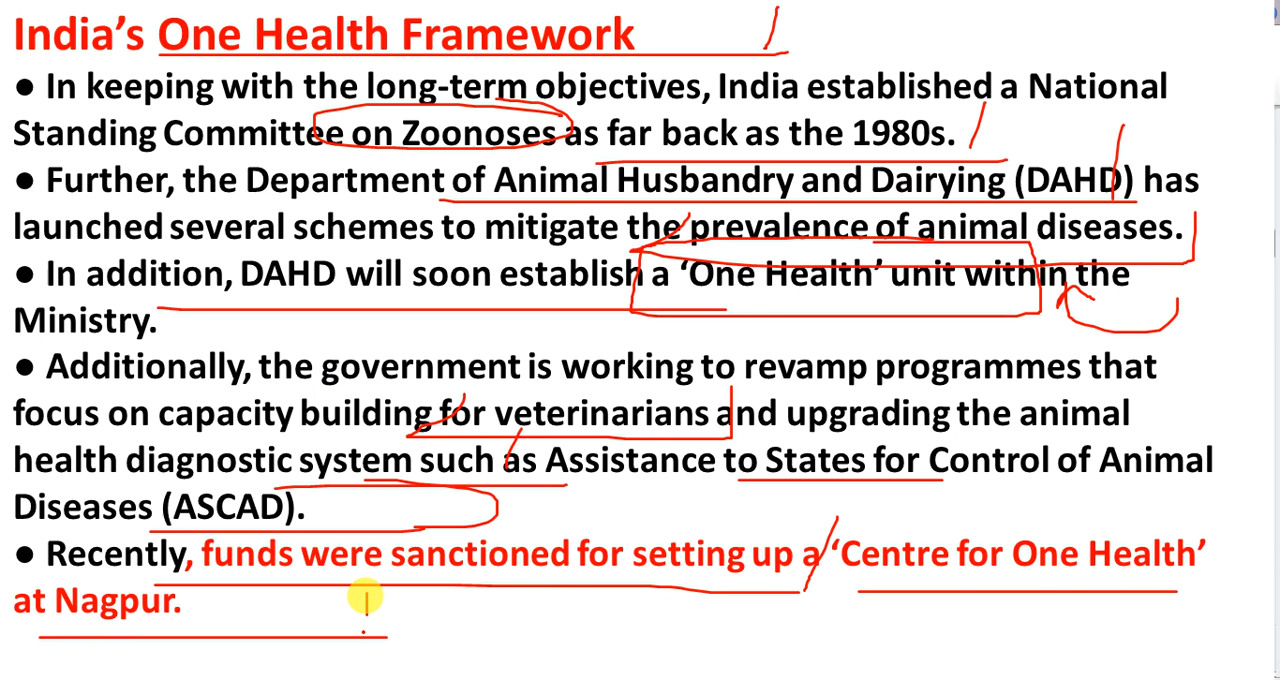 India’s One Health Framework
● In keeping with the long-term objectives, India established a National
Standing Committee on Zoonoses as far back as the 1980s.
● Further, the Department of Animal Husbandry and Dairying (DAHD) has
launched several schemes to mitigate the prevalence of animal diseases.
● In addition, DAHD will soon establish a ‘One Health’ unit within the
Ministry.
● Additionally, the government is working to revamp programmes that
focus on capacity building for veterinarians and upgrading the animal
health diagnostic system such as Assistance to States for Control of Animal
Diseases (ASCAD).
● Recently, funds were sanctioned for setting up a ‘Centre for One Health’
at Nagpur.